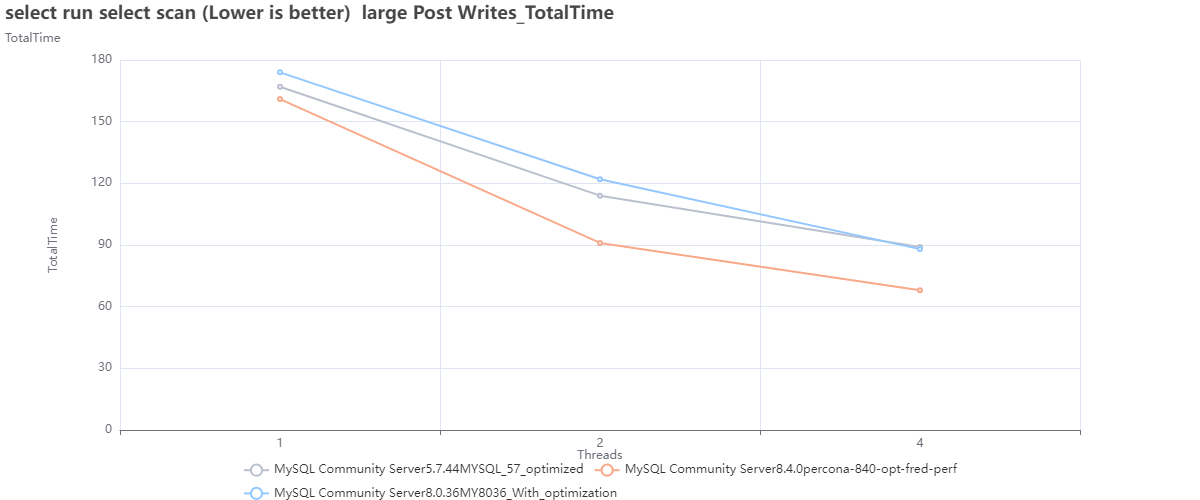 select run select scan (Lower is better)  large Post Writes_TotalTime
TotalTime
180
150
120
90
60
30
0
TotalTime
1 2 4
Threads
MySQL Community Server5.7.44MYSQL_57_optimized MySQL Community Server8.4.0percona-840-opt-fred-perf
MySQL Community Server8.0.36MY8036_With_optimization